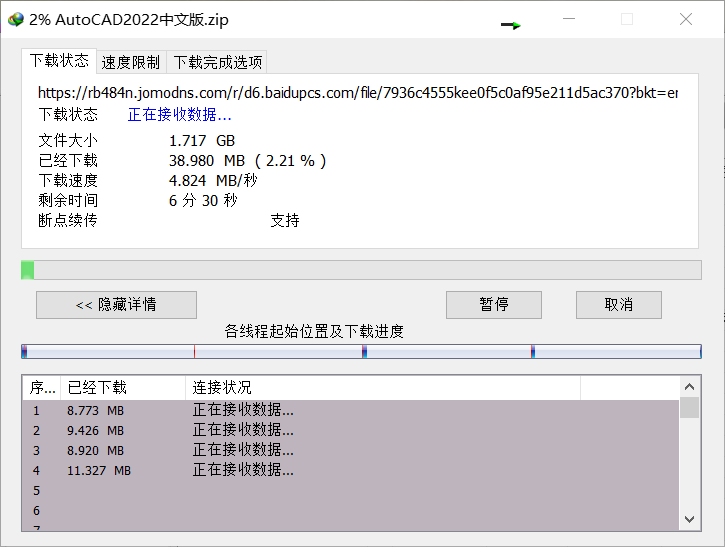 2% AutoCAD2022中文版.zip
下载状态 速度限制 下载完成选项
https://rb484n.jomodns.com/r/d6.baidupcs.com/file/7936c4555kee0f5c0af95e211d5ac370?bkt=er
下载状态 正在接收数据...
文件大小 1.717 GB
已经下载 38.980 MB ( 2.21 % )
下载速度 4.824 MB/秒
剩余时间 6 分 30 秒
断点续传 支持
<< 隐藏详情 暂停 取消
各线程起始位置及下载进度
序... 已经下载 连接状况
1 8.773 MB 正在接收数据...
2 9.426 MB 正在接收数据...
3 8.920 MB 正在接收数据...
4 11.327 MB 正在接收数据...
5
6
7